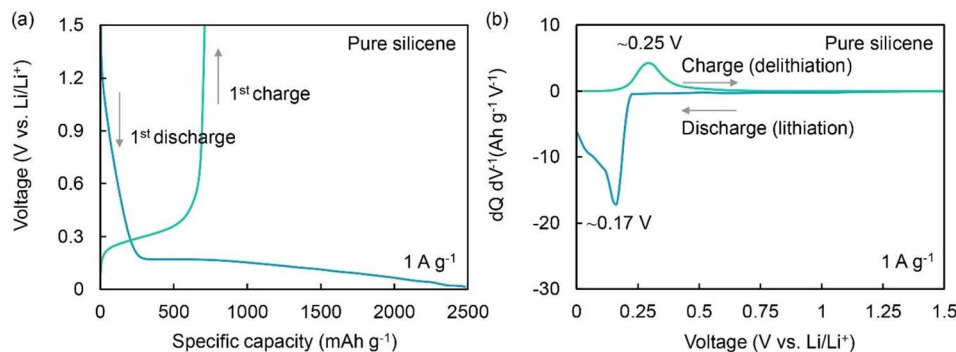 (a)
Pure silicene
1st charge
1st discharge
1 A g-1
Voltage (V vs. Li/Li+)
1.5
1.2
0.9
0.6
0.3
0
0
500
1000
1500
2000
2500
Specific capacity (mAh g-1)
(b)
~0.25 V
Pure silicene
Charge (delithiation)
Discharge (lithiation)
~0.17 V
1 A g-1
dQ dV-1(Ah g-1 V-1)
10
0
-10
-20
-30
0
0.25
0.5
0.75
1
1.25
1.5
Voltage (V vs. Li/Li+)